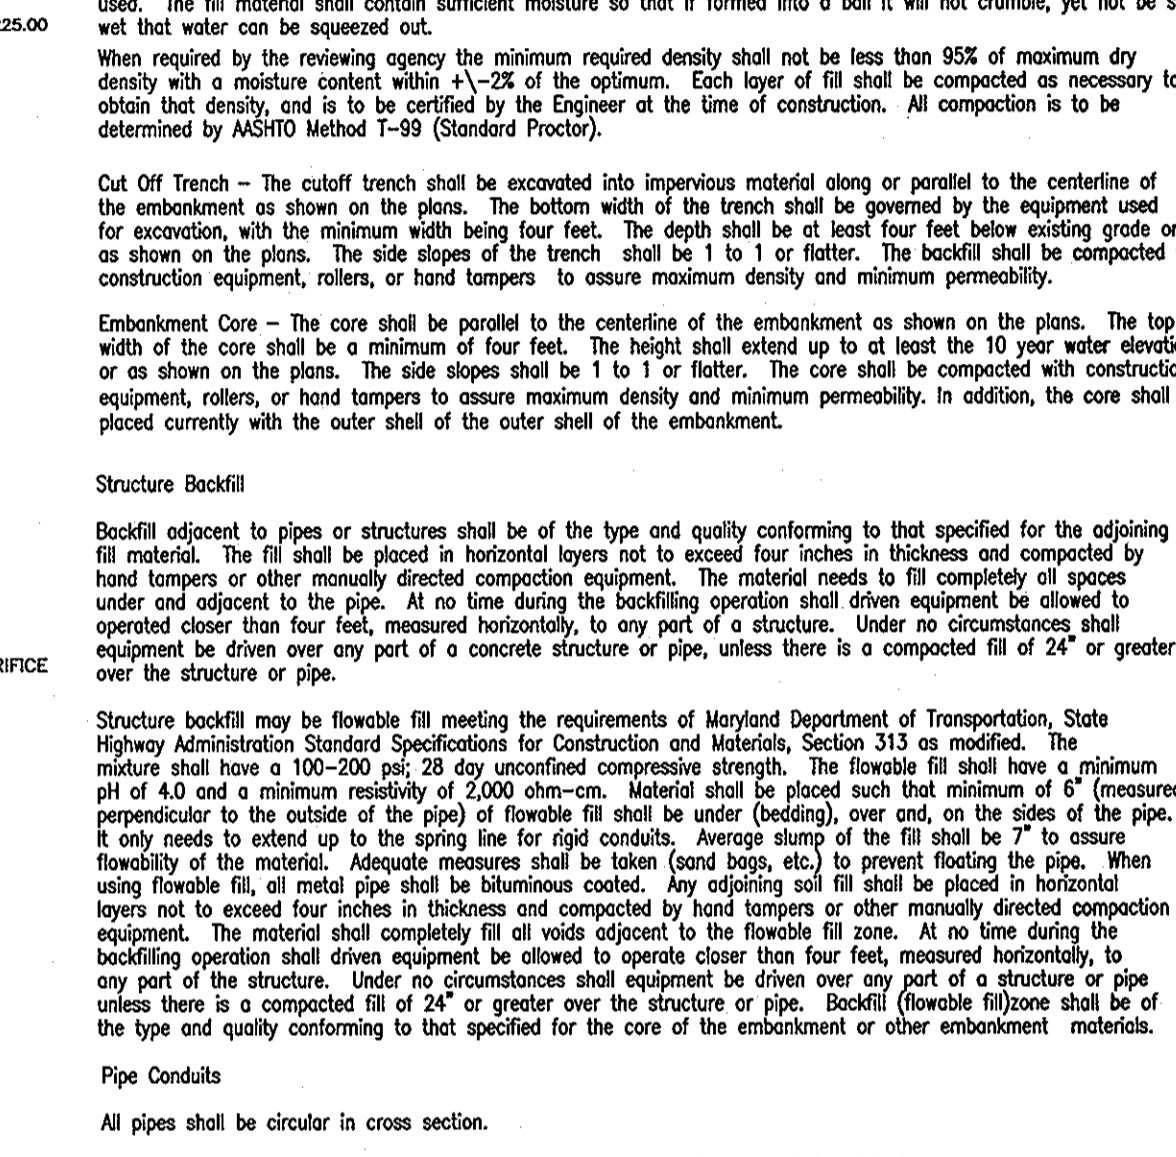 used. The fill material shall contain sufficient moisture so that if formed into a ball it will not crumble, yet not be s
225.00
wet that water can be squeezed out.
When required by the reviewing agency the minimum required density shall not be less than 95% of maximum dry
density with a moisture content within +\-2% of the optimum. Each layer of fill shall be compacted as necessary to
obtain that density, and is to be certified by the Engineer at the time of construction. All compaction is to be
determined by AASHTO Method T-99 (Standard Proctor).
Cut Off Trench - The cutoff trench shall be excavated into impervious material along or parallel to the centerline of
the embankment as shown on the plans. The bottom width of the trench shall be governed by the equipment used
for excavation, with the minimum width being four feet. The depth shall be at least four feet below existing grade or
as shown on the plans. The side slopes of the trench shall be 1 to 1 or flatter. The backfill shall be compacted
construction equipment, rollers, or hand tampers to assure maximum density and minimum permeability.
Embankment Core - The core shall be parallel to the centerline of the embankment as shown on the plans. The top
width of the core shall be a minimum of four feet. The height shall extend up to at least the 10 year water elevati
or as shown on the plans. The side slopes shall be 1 to 1 or flatter. The core shall be compacted with constructio
equipment, rollers, or hand tampers to assure maximum density and minimum permeability. In addition, the core shall
placed currently with the outer shell of the outer shell of the embankment.
Structure Backfill
Backfill adjacent to pipes or structures shall be of the type and quality conforming to that specified for the adjoining
fill material. The fill shall be placed in horizontal layers not to exceed four inches in thickness and compacted by
hand tampers or other manually directed compaction equipment. The material needs to fill completely all spaces
under and adjacent to the pipe. At no time during the backfilling operation shall driven equipment be allowed to
operated closer than four feet, measured horizontally, to any part of a structure. Under no circumstances shall
equipment be driven over any part of a concrete structure or pipe, unless there is a compacted fill of 24" or greater
RIFICE
over the structure or pipe.
Structure backfill may be flowable fill meeting the requirements of Maryland Department of Transportation, State
Highway Administration Standard Specifications for Construction and Materials, Section 313 as modified. The
mixture shall have a 100-200 psi; 28 day unconfined compressive strength. The flowable fill shall have a minimum
pH of 4.0 and a minimum resistivity of 2,000 ohm-cm. Material shall be placed such that minimum of 6" (measured
perpendicular to the outside of the pipe) of flowable fill shall be under (bedding), over and, on the sides of the pipe.
It only needs to extend up to the spring line for rigid conduits. Average slump of the fill shall be 7" to assure
flowability of the material. Adequate measures shall be taken (sand bags, etc.) to prevent floating the pipe. When
using flowable fill, all metal pipe shall be bituminous coated. Any adjoining soil fill shall be placed in horizontal
layers not to exceed four inches in thickness and compacted by hand tampers or other manually directed compaction
equipment. The material shall completely fill all voids adjacent to the flowable fill zone. At no time during the
backfilling operation shall driven equipment be allowed to operate closer than four feet, measured horizontally, to
any part of the structure. Under no circumstances shall equipment be driven over any part of a structure or pipe
unless there is a compacted fill of 24" or greater over the structure or pipe. Backfill (flowable fill)zone shall be of
the type and quality conforming to that specified for the core of the embankment or other embankment materials.
Pipe Conduits
All pipes shall be circular in cross section.